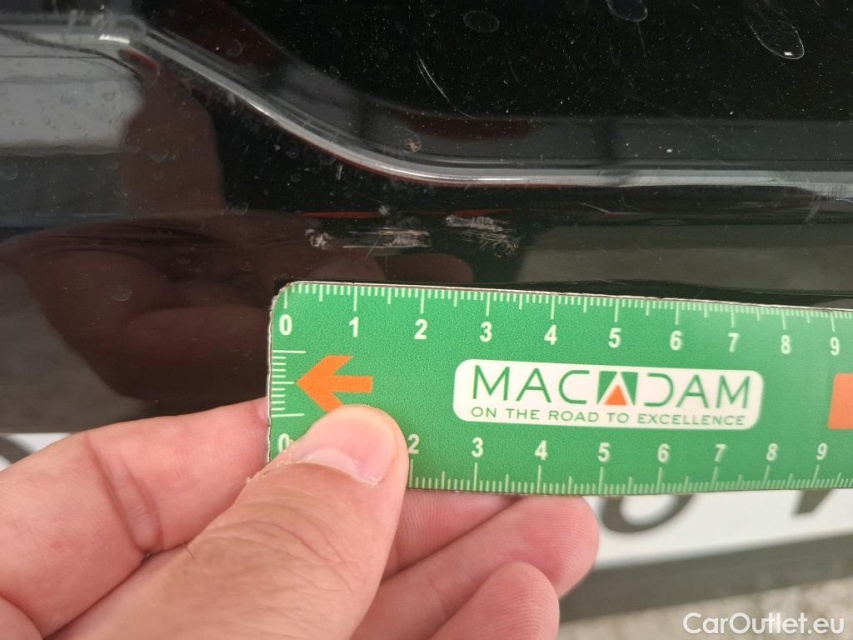 0 1 2 3 4 5 6 7 8 9
MACADAM
ON THE ROAD TO EXCELLENCE
0 2 3 4 5 6 7 8 9
CarOutlet.eu